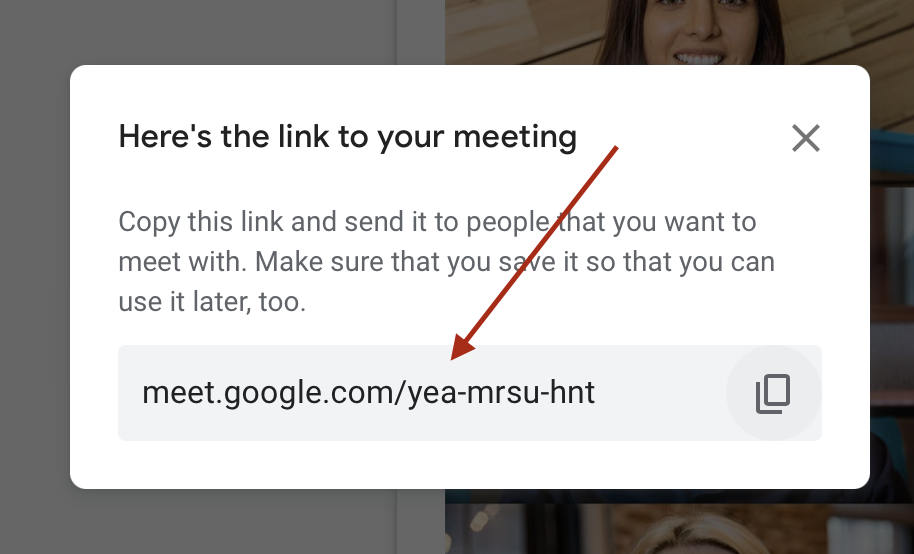 Here's the link to your meeting
Copy this link and send it to people that you want to
meet with. Make sure that you save it so that you can
use it later, too.
meet.google.com/yea-mrsu-hnt